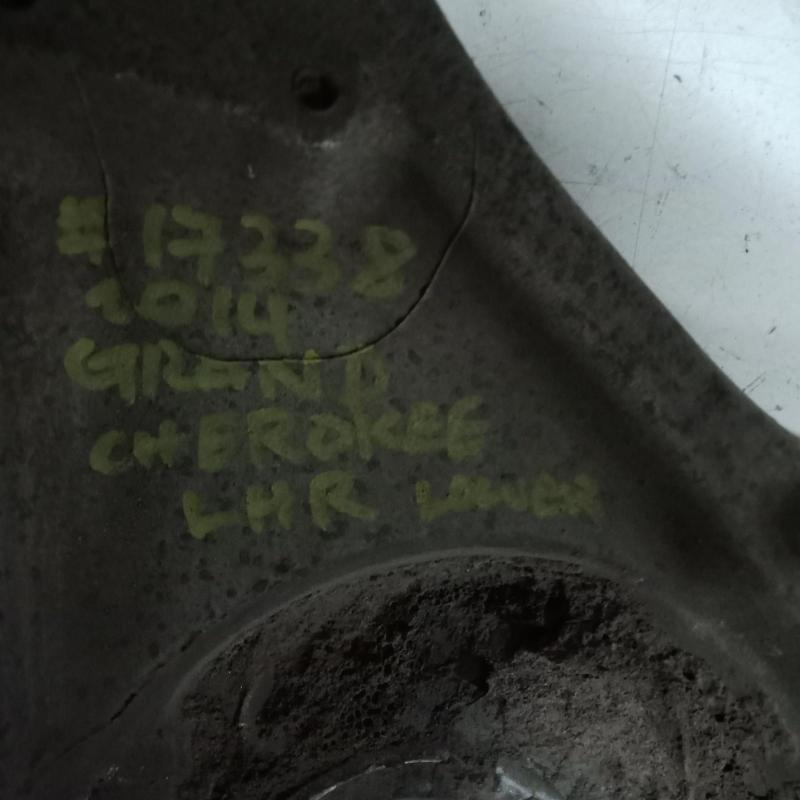 # 17338
2014
GRAND
CHEROKEE
LHR LOWER